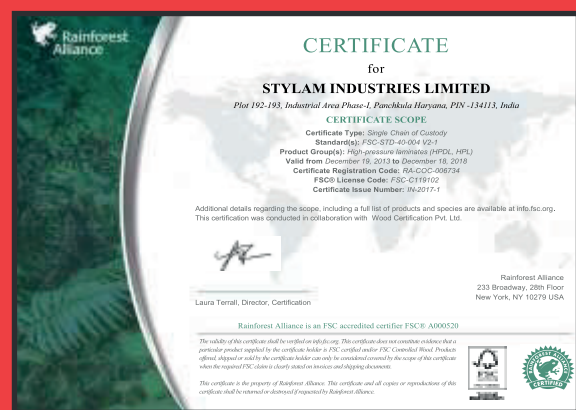 Rainforest
Alliance
CERTIFICATE
for
STYLAM INDUSTRIES LIMITED
Plot 192-193, Industrial Area Phase-I, Panchkula Haryana, PIN -134113, India
CERTIFICATE SCOPE
Certificate Type: Single Chain of Custody
Standard(s): FSC-STD-40-004 V2-1
Product Group(s): High-pressure laminates (HPDL, HPL)
Valid from December 19, 2013 to December 18, 2018
Certificate Registration Code: RA-COC-006734
FSC® License Code: FSC-C119102
Certificate Issue Number: IN-2017-1
Additional details regarding the scope, including a full list of products and species are available at info.fsc.org.
This certification was conducted in collaboration with Wood Certification Pvt. Ltd.
Laura Terrall, Director, Certification
Rainforest Alliance
233 Broadway, 28th Floor
New York, NY 10279 USA
Rainforest Alliance is an FSC accredited certifier FSC® A000520
The validity of this certificate shall be verified on info.fsc.org. This certificate does not constitute evidence that a
particular product supplied by the certificate holder is FSC certified and/or FSC Controlled Wood. Products
offered, shipped or sold by the certificate holder can only be considered covered by the scope of this certificate
when the required FSC claim is clearly stated on invoices and shipping documents.
This certificate is the property of Rainforest Alliance. This certificate and all copies or reproductions of this
certificate shall be returned or destroyed if requested by Rainforest Alliance.
FSC
RAINFOREST ALLIANCE
CERTIFIED